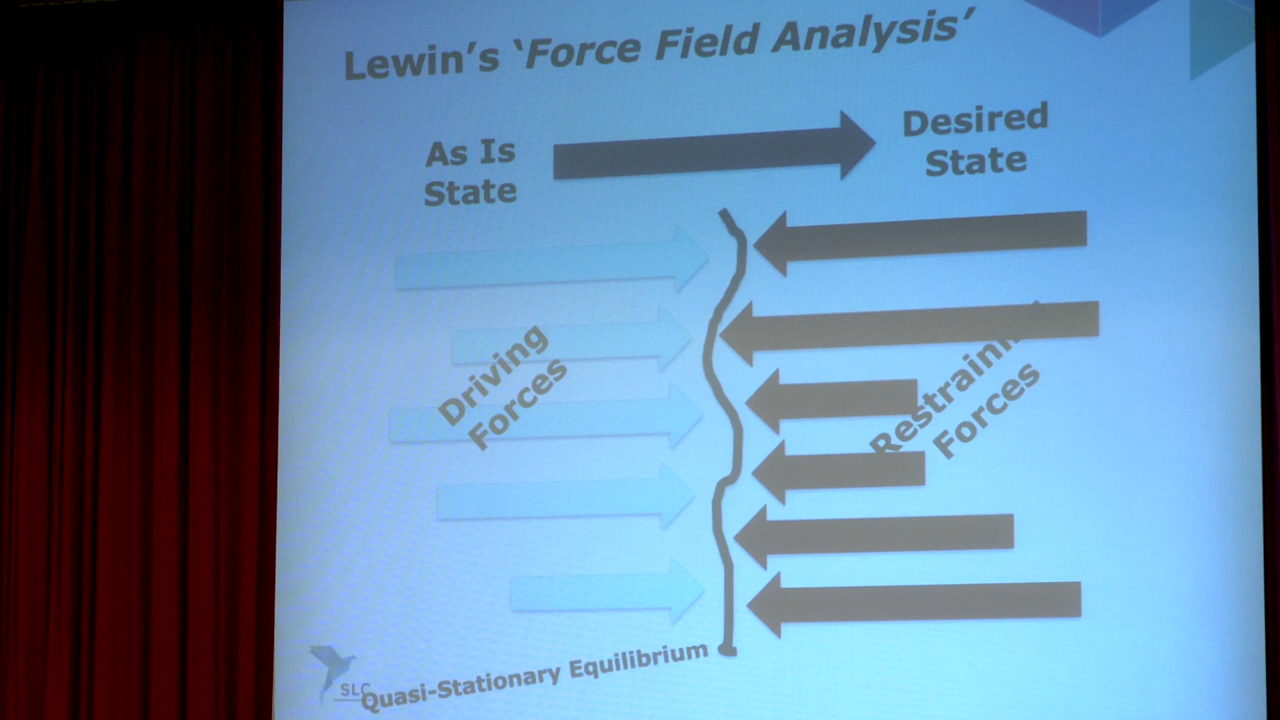 Lewin's 'Force Field Analysis'
As Is
State
Desired
State
Driving
Forces
Forces
Quasi-Stationary Equilibrium
SLC